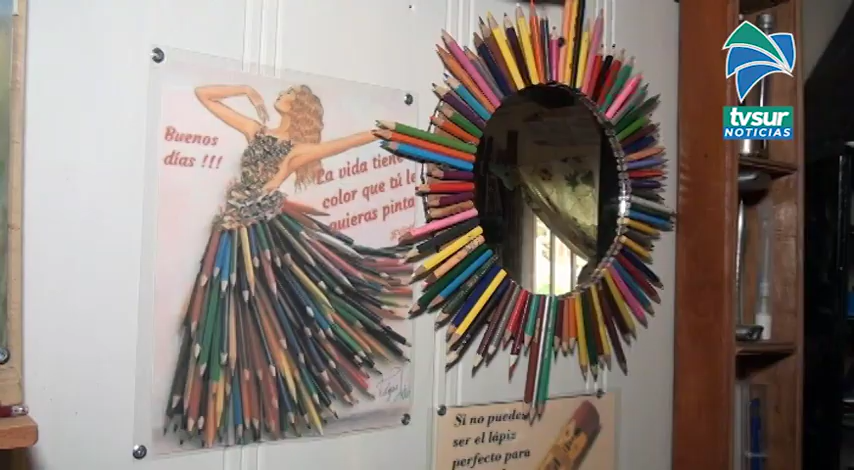 tvsur
NOTICIAS
Buenos
días !!!
La vida tiene
color que tú le
quieras pinta
Si no puedes
ser el lápiz
perfecto para